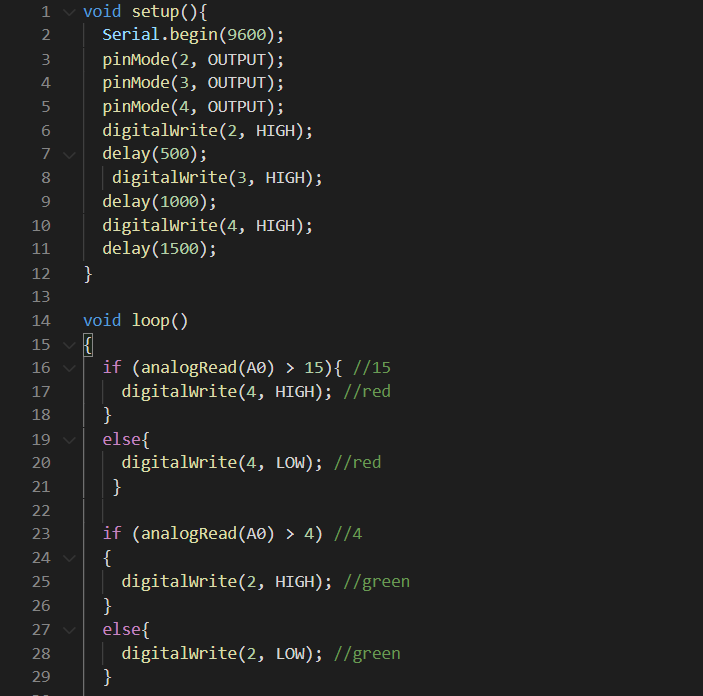 1 void setup(){
2 Serial.begin(9600);
3 pinMode(2, OUTPUT);
4 pinMode(3, OUTPUT);
5 pinMode(4, OUTPUT);
6 digitalWrite(2, HIGH);
7 delay(500);
8 digitalWrite(3, HIGH);
9 delay(1000);
10 digitalWrite(4, HIGH);
11 delay(1500);
12 }
13
14 void loop()
15 {
16 if (analogRead(A0) > 15){ //15
17 digitalWrite(4, HIGH); //red
18 }
19 else{
20 digitalWrite(4, LOW); //red
21 }
22
23 if (analogRead(A0) > 4) //4
24 {
25 digitalWrite(2, HIGH); //green
26 }
27 else{
28 digitalWrite(2, LOW); //green
29 }